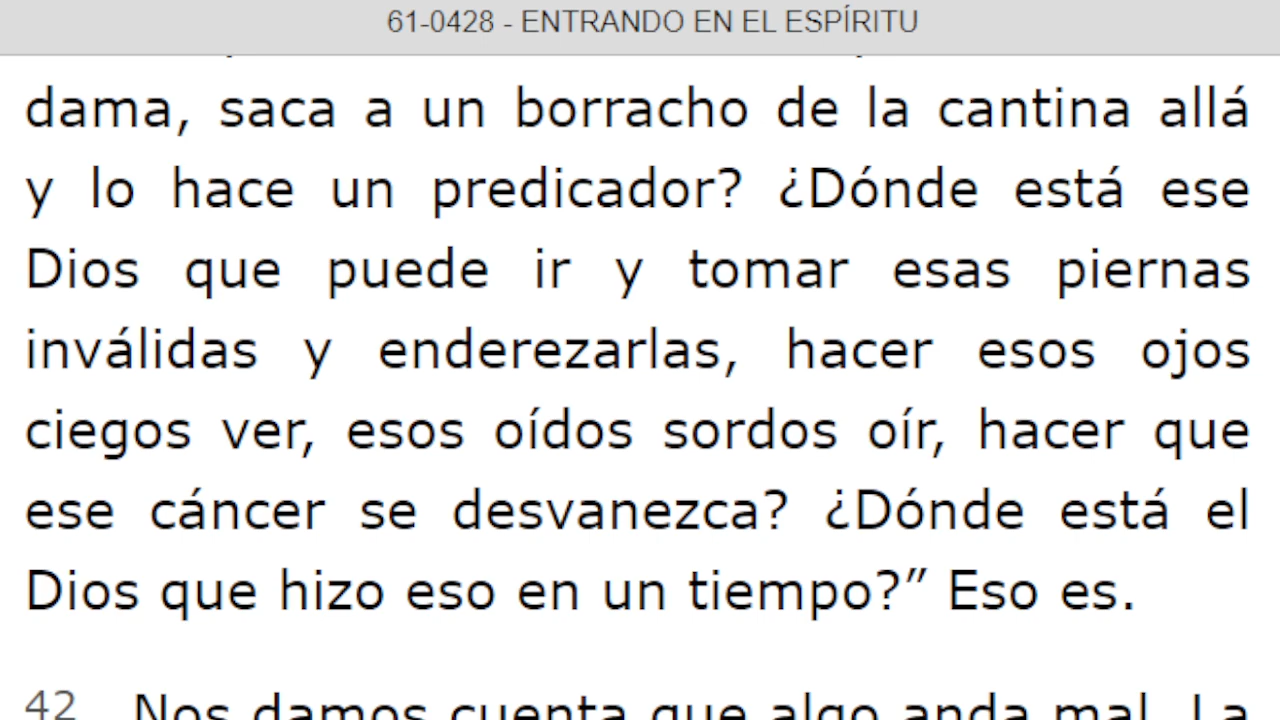 61-0428 - ENTRANDO EN EL ESPÍRITU
dama, saca a un borracho de la cantina allá
y lo hace un predicador? ¿Dónde está ese
Dios que puede ir y tomar esas piernas
inválidas y enderezarlas, hacer esos ojos
ciegos ver, esos oídos sordos oír, hacer que
ese cáncer se desvanezca? ¿Dónde está el
Dios que hizo eso en un tiempo?” Eso es.
42 Nos damos cuenta que algo anda mal. La